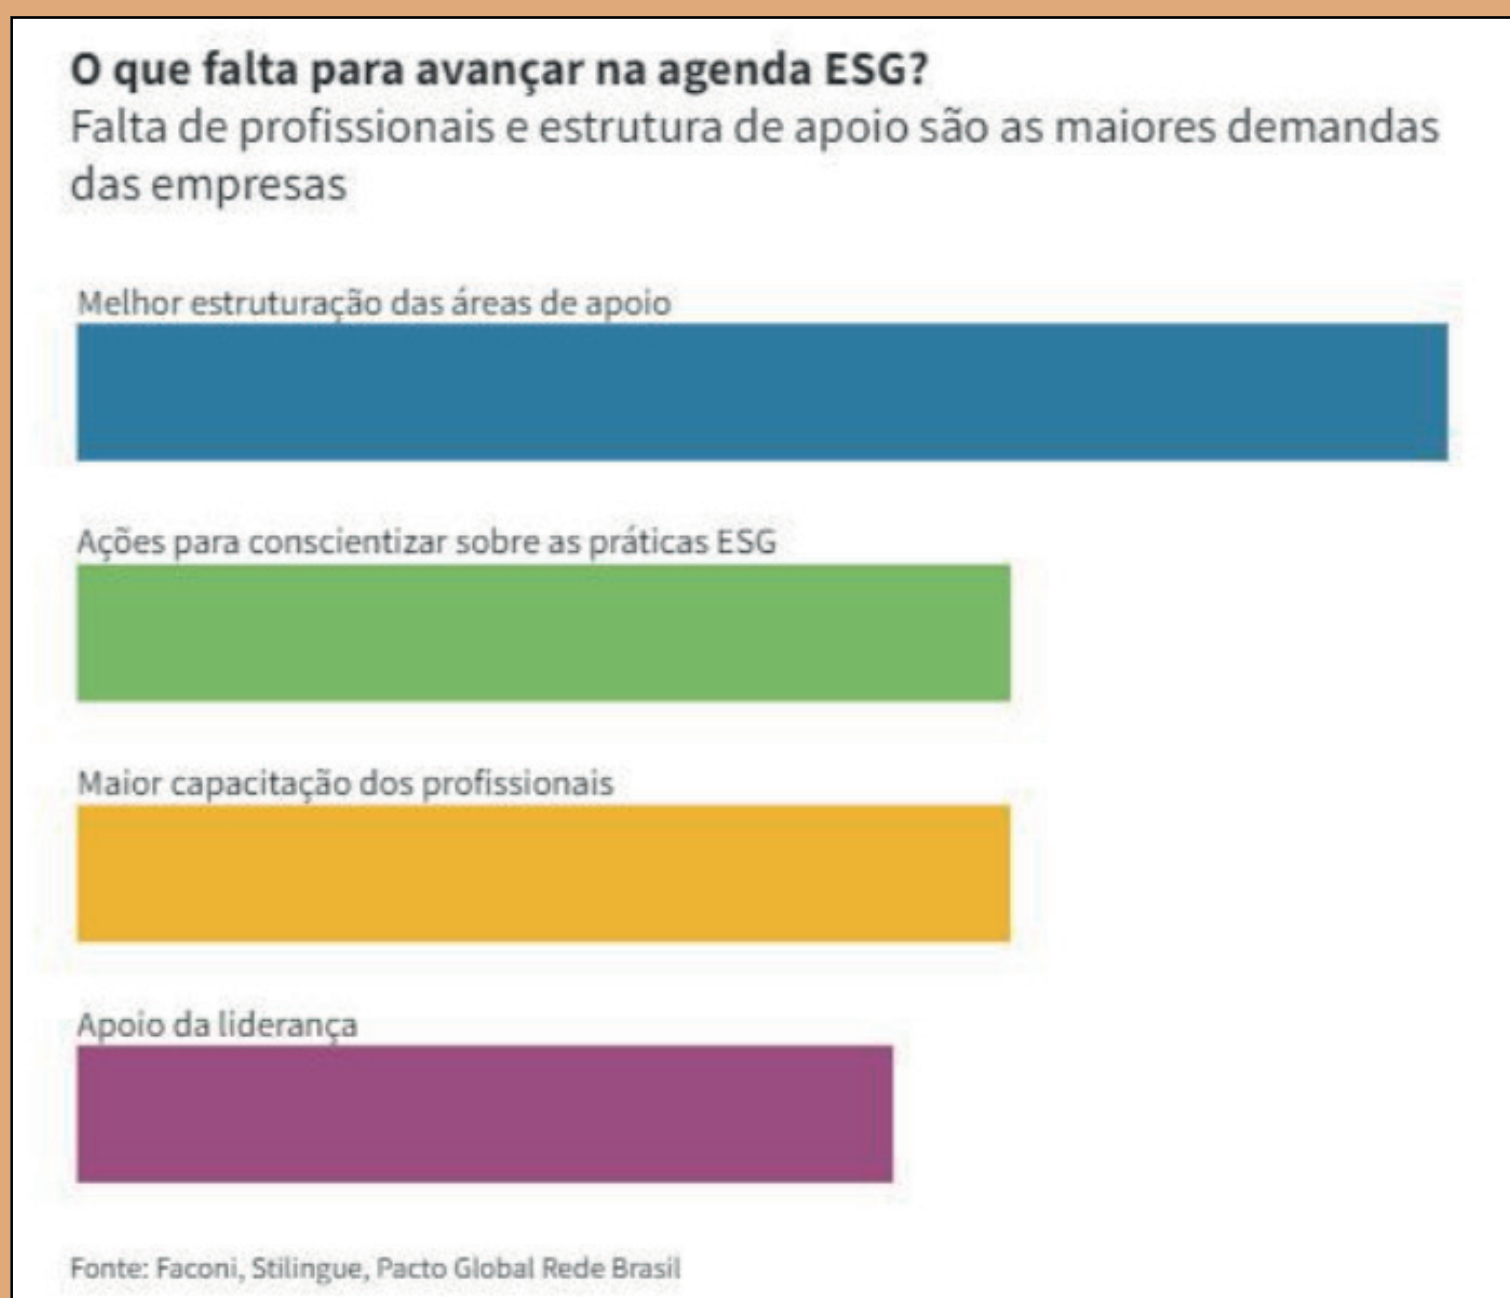 O que falta para avançar na agenda ESG?
Falta de profissionais e estrutura de apoio são as maiores demandas
das empresas
Melhor estruturação das áreas de apoio
Ações para conscientizar sobre as práticas ESG
Maior capacitação dos profissionais
Apoio da liderança
Fonte: Faconi, Stilingue, Pacto Global Rede Brasil